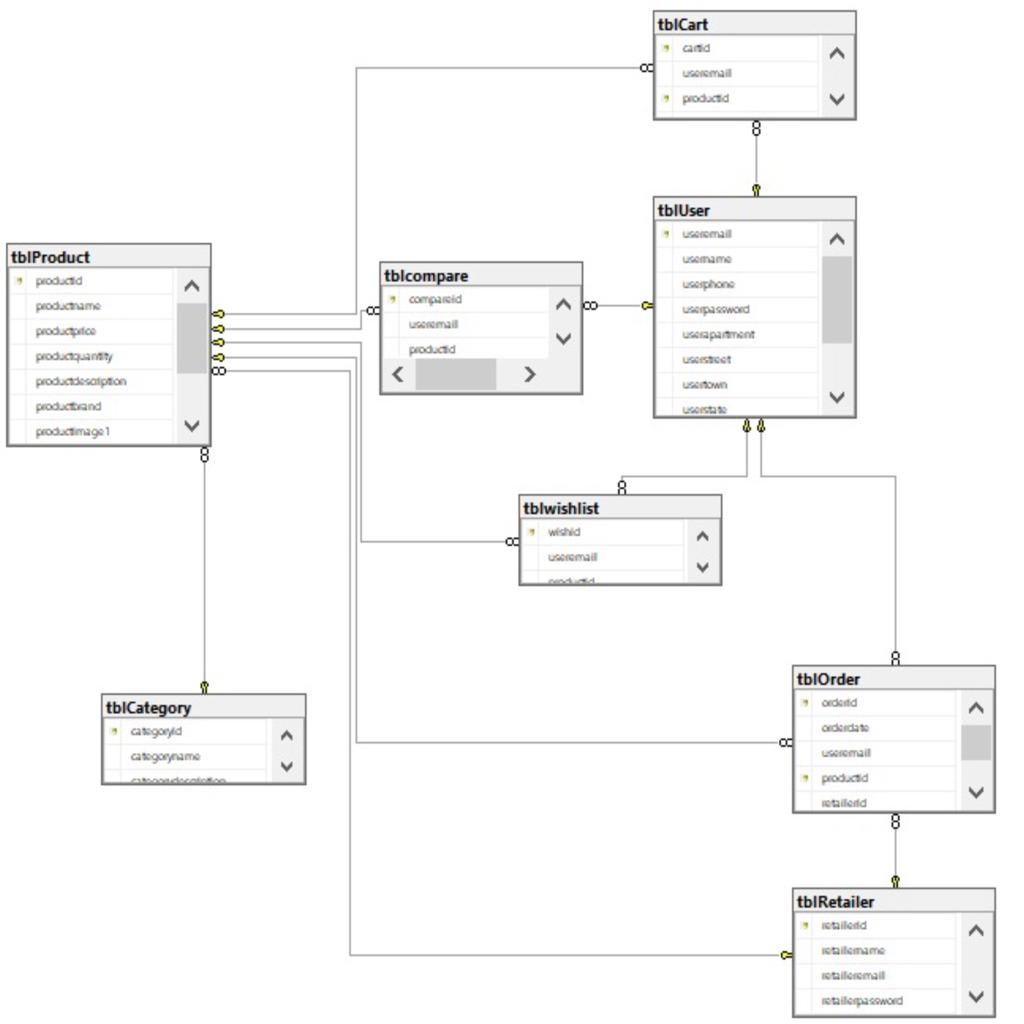 tblCart
cartid
useremail
productid
tblUser
useremail
username
userphone
userpassword
userapartment
userstreet
usertown
userstate
tblProduct
productid
productname
productprice
productquantity
productdescription
productbrand
productimage1
tblcompare
compareid
useremail
productid
tblwishlist
wishid
useremail
productid
tblCategory
categoryid
categoryname
categorydescription
tblOrder
orderid
orderdate
useremail
productid
retailerid
tblRetailer
retailerid
retailername
retaileremail
retailerpassword